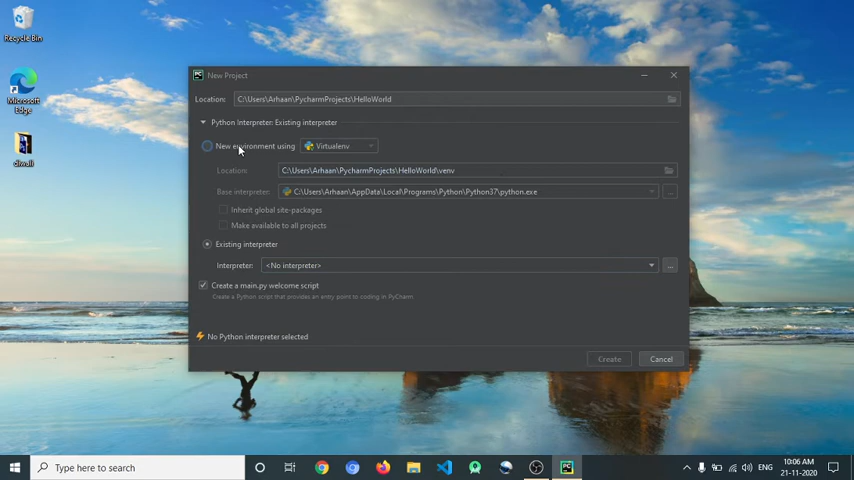 Recycle Bin
Microsoft
Edge
diwali
PC
New Project
Location:
C:\Users\Arhaan\PycharmProjects\HelloWorld
Python Interpreter: Existing interpreter
New environment using
Virtualenv
Location:
C:\Users\Arhaan\PycharmProjects\HelloWorld\venv
Base interpreter:
C:\Users\Arhaan\AppData\Local\Programs\Python\Python37\python.exe
...
Inherit global site-packages
Make available to all projects
Existing interpreter
Interpreter:
<No interpreter>
...
Create a main.py welcome script
Create a Python script that provides an entry point to coding in PyCharm
No Python interpreter selected
Create
Cancel
Type here to search
PC
ENG
10:06 AM
21-11-2020